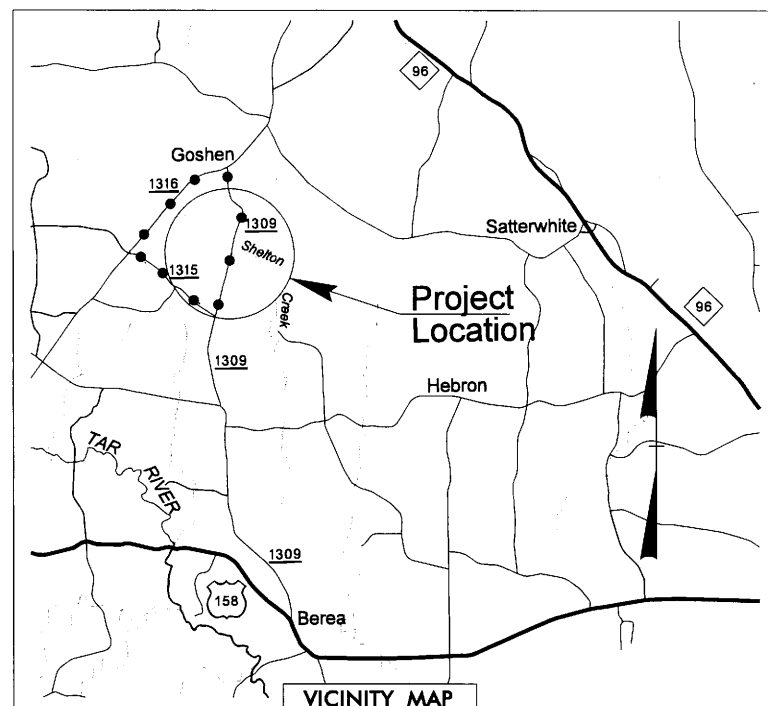 96
Goshen
1316
1309
Satterwhite
Shelton
1315
Project
Location
96
Creek
1309
Hebron
TAR
RIVER
1309
158
Berea
VICINITY MAP